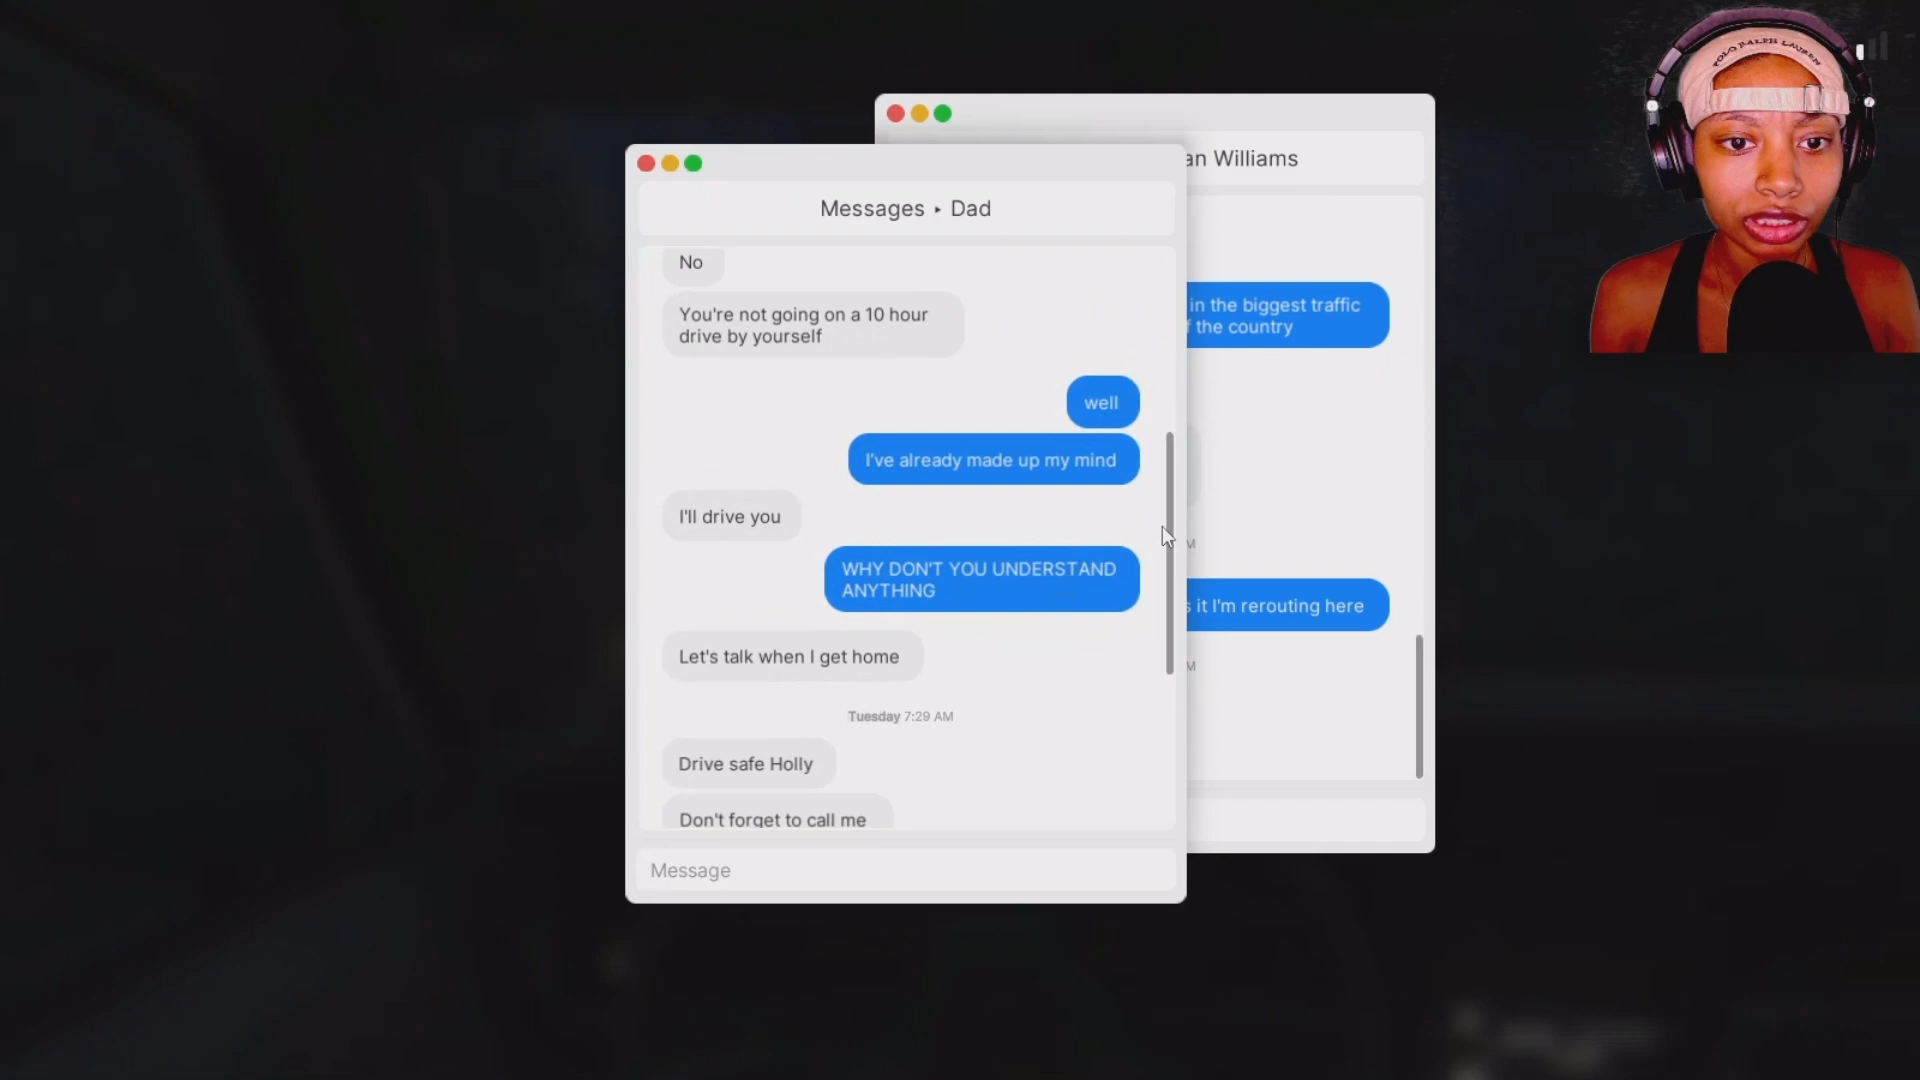 POLO RALPH LAUREN
an Williams
Messages ▸ Dad
No
You're not going on a 10 hour
drive by yourself
well
I've already made up my mind
I'll drive you
WHY DON'T YOU UNDERSTAND
ANYTHING
Let's talk when I get home
Tuesday 7:29 AM
Drive safe Holly
Don't forget to call me
Message
in the biggest traffic
f the country
M
s it I'm rerouting here
M